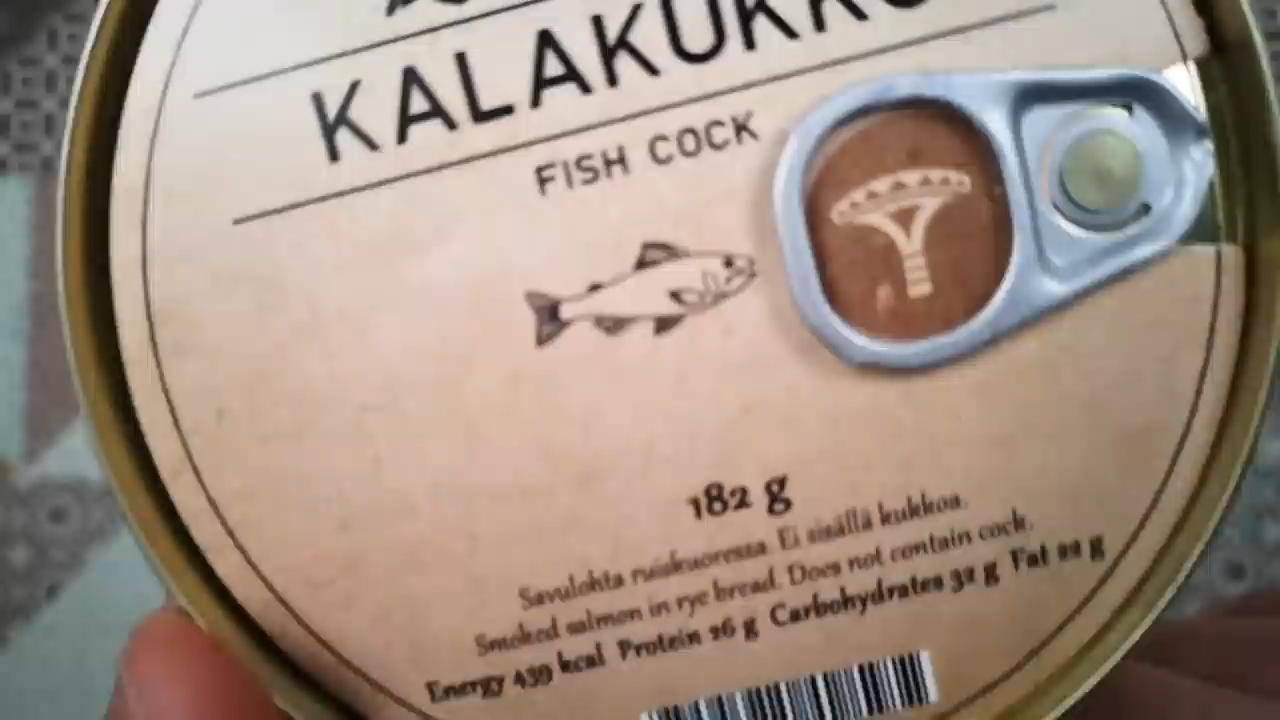 KALAKUKKO
FISH COCK
182 g
Savulohta ruiskuoressa. Ei sisällä kukkoa.
Smoked salmon in rye bread. Does not contain cock.
Energy 439 kcal Protein 26 g Carbohydrates 32 g Fat 22 g